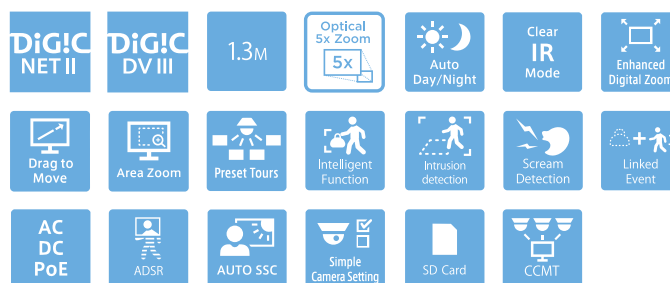 DiG!C
NET II
DiG!C
DV III
1.3M
Optical
5x Zoom
5x
Auto
Day/Night
Clear
IR
Mode
Enhanced
Digital Zoom
Drag to
Move
Area Zoom
Preset Tours
Intelligent
Function
Intrusion
detection
Scream
Detection
Linked
Event
AC
DC
PoE
ADSR
AUTO SSC
Simple
Camera Setting
SD Card
CCMT